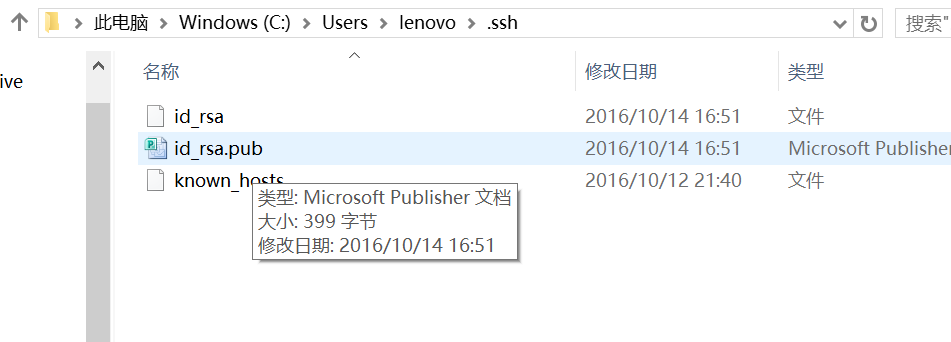 此电脑 Windows (C:) Users lenovo .ssh 搜索"
ive
名称 修改日期 类型
id_rsa 2016/10/14 16:51 文件
id_rsa.pub 2016/10/14 16:51 Microsoft Publisher
known_hosts 2016/10/12 21:40 文件
类型: Microsoft Publisher 文档
大小: 399 字节
修改日期: 2016/10/14 16:51